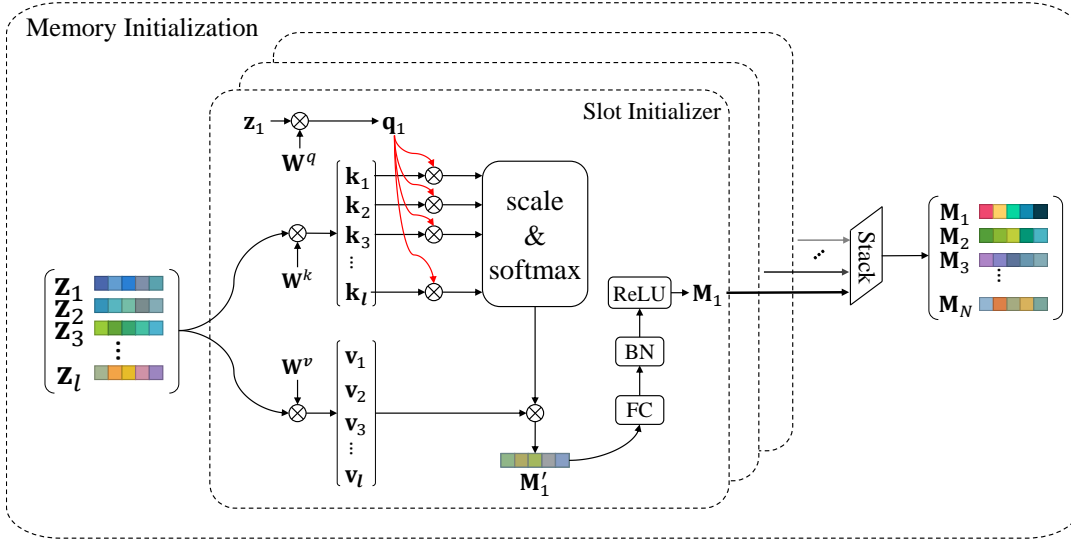 Memory Initialization
Slot Initializer
𝐳₁
𝐪₁
𝐖^q
𝐤₁
𝐤₂
𝐤₃
⋮
𝐤ₗ
𝐖^k
scale
&
softmax
𝐙₁
𝐙₂
𝐙₃
⋮
𝐙ₗ
𝐖^v
𝐯₁
𝐯₂
𝐯₃
⋮
𝐯ₗ
𝐌′₁
FC
BN
ReLU
𝐌₁
...
Stack
𝐌₁
𝐌₂
𝐌₃
⋮
𝐌_N